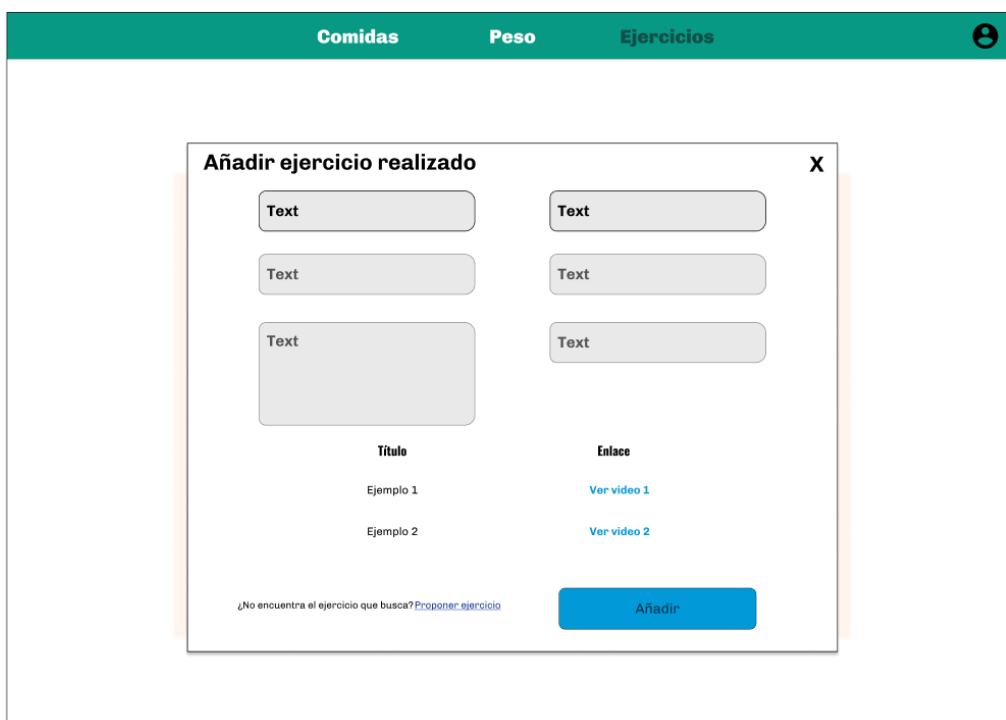 Comidas Peso Ejercicios
Añadir ejercicio realizado X
Text Text
Text Text
Text Text
Título Enlace
Ejemplo 1 Ver video 1
Ejemplo 2 Ver video 2
¿No encuentra el ejercicio que busca? Proponer ejercicio Añadir